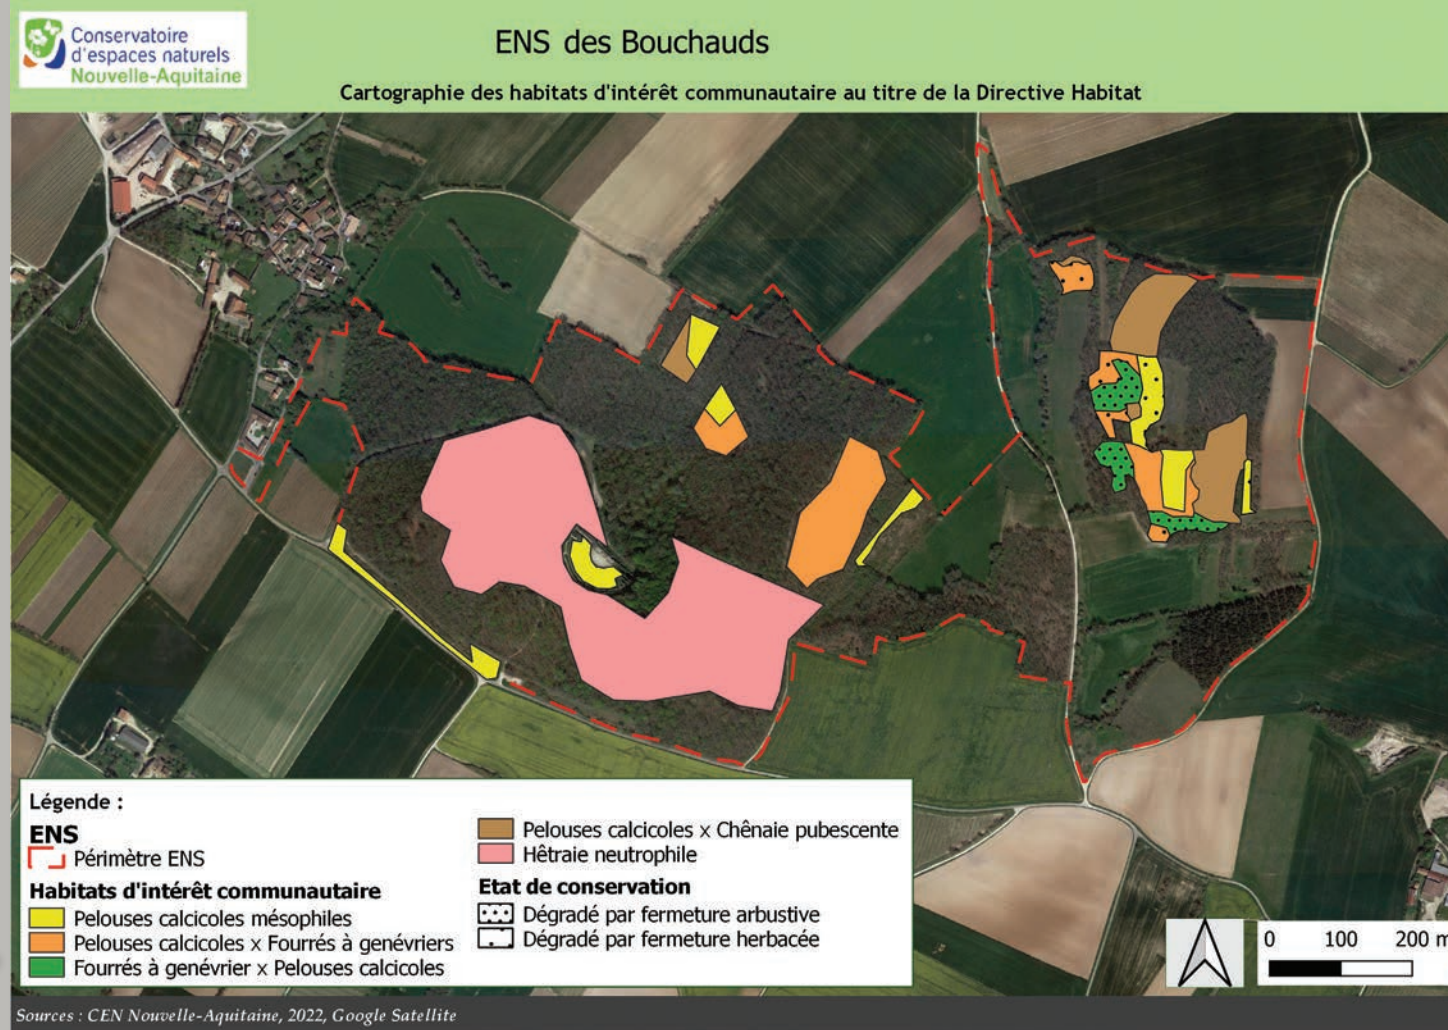 Conservatoire
d'espaces naturels
Nouvelle-Aquitaine
ENS des Bouchauds
Cartographie des habitats d'intérêt communautaire au titre de la Directive Habitat
Légende :
ENS
Périmètre ENS
Habitats d'intérêt communautaire
Pelouses calcicoles mésophiles
Pelouses calcicoles x Fourrés à genévriers
Fourrés à genévrier x Pelouses calcicoles
Pelouses calcicoles x Chênaie pubescente
Hêtraie neutrophile
Etat de conservation
Dégradé par fermeture arbustive
Dégradé par fermeture herbacée
0 100 200 m
Sources : CEN Nouvelle-Aquitaine, 2022, Google Satellite